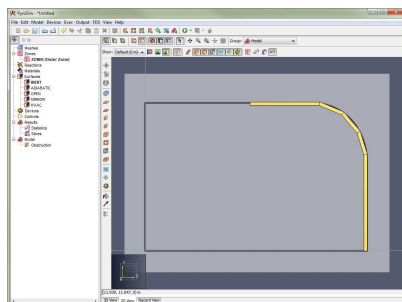 PyroSim - *Untitled
File Edit Model Devices Evac Output FDS View Help
Meshes
Zones
ZONE0 (Outer Zone)
Reactions
Materials
Surfaces
INERT
ADIABATIC
OPEN
MIRROR
HVAC
Devices
Controls
Results
Statistics
Slices
Model
Obstruction
Group: Model
Show: Default (0 m)
3D View 2D View Record View